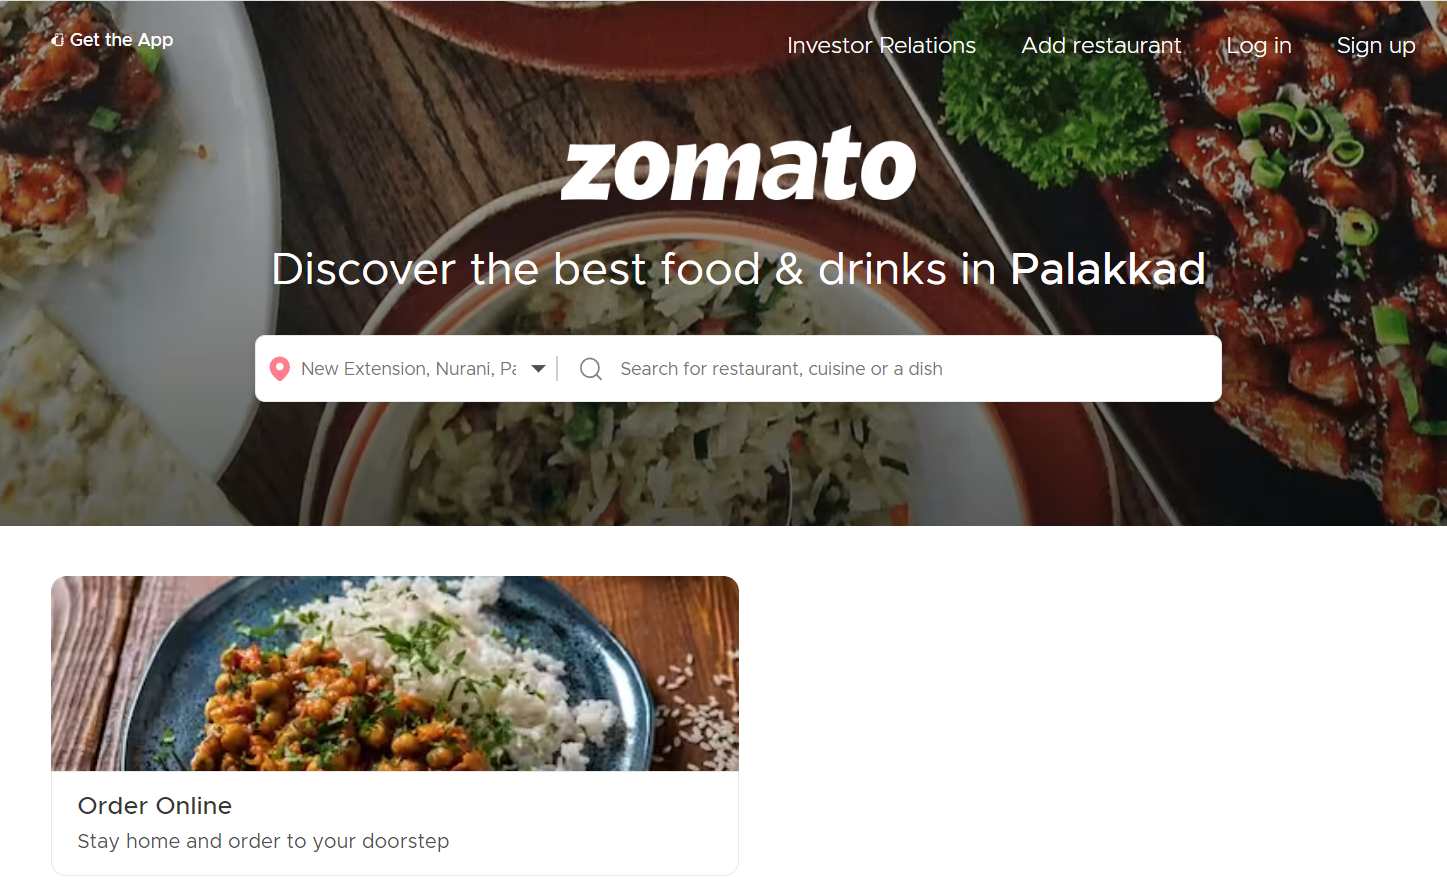 Get the App
Investor Relations Add restaurant Log in Sign up
zomato
Discover the best food & drinks in Palakkad
New Extension, Nurani, Search for restaurant, cuisine or a dish
Order Online
Stay home and order to your doorstep